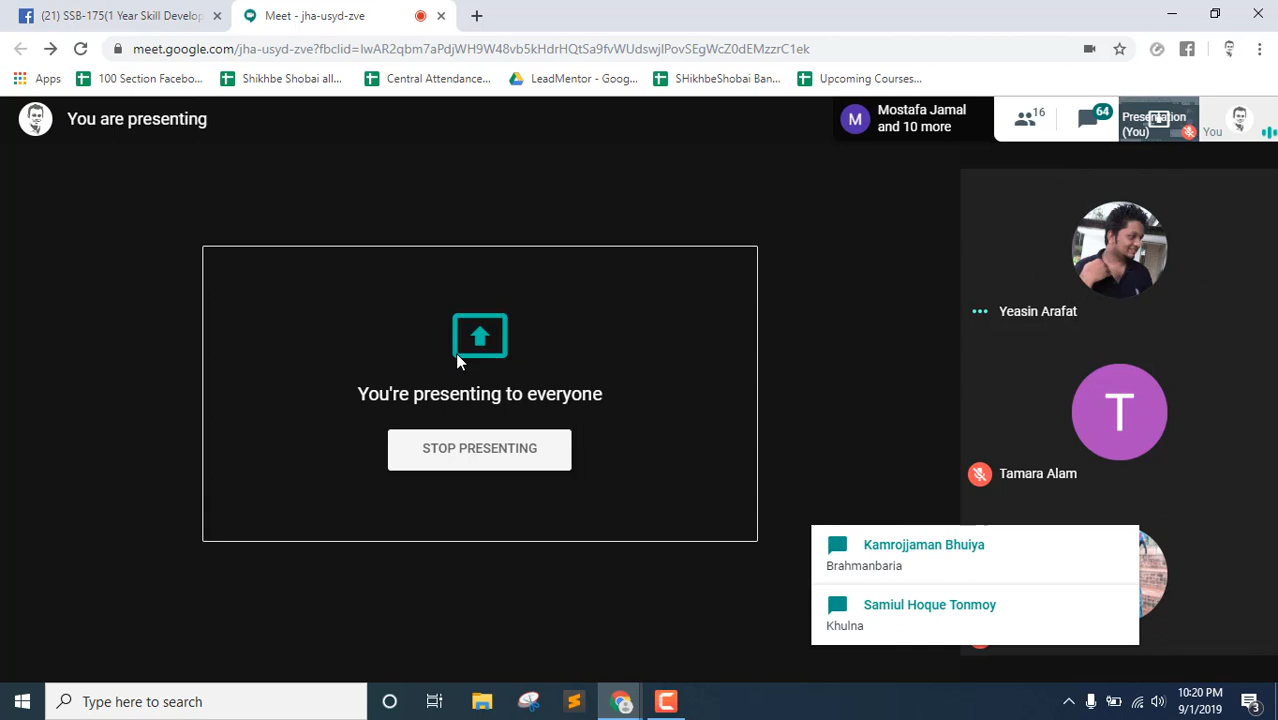 (21) SSB-175(1 Year Skill Develop
Meet - jha-usyd-zve
meet.google.com/jha-usyd-zve?fbclid=IwAR2qbm7aPdjWH9W48vb5kHdrHQtSa9fvWUdswjIPovSEgWcZ0dEMzzrC1ek
Apps
100 Section Facebo...
Shikhbe Shobai all...
Central Attendance...
LeadMentor - Goog...
SHikhbeShobai Ban...
Upcoming Courses...
You are presenting
M
Mostafa Jamal
and 10 more
16
64
Presentation
(You)
You
Yeasin Arafat
You're presenting to everyone
STOP PRESENTING
T
Tamara Alam
Kamrojjaman Bhuiya
Brahmanbaria
Samiul Hoque Tonmoy
Khulna
Type here to search
10:20 PM
9/1/2019
3